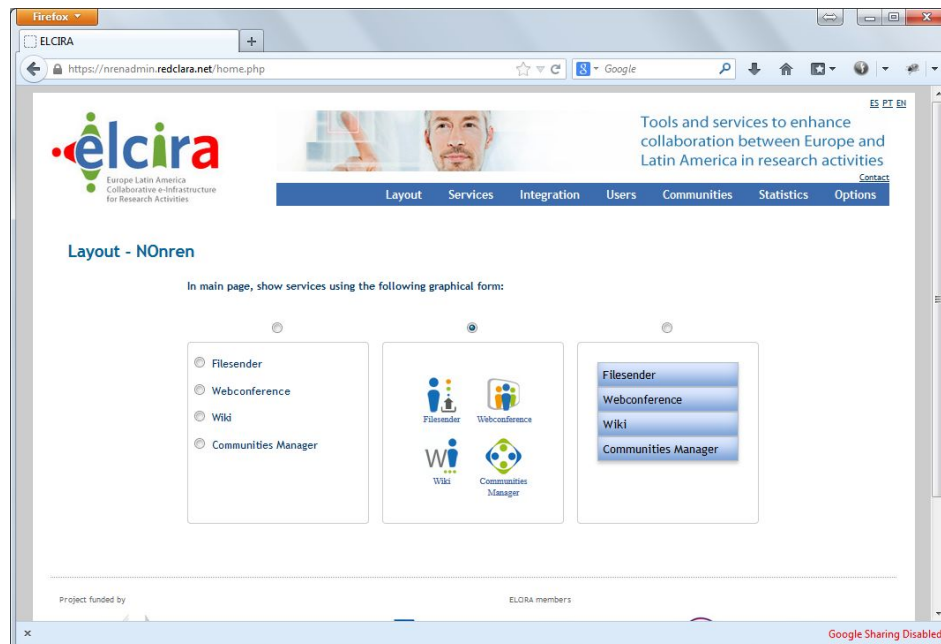 Firefox
ELCIRA
https://nrenadmin.redclara.net/home.php
Google
ES PT EN
elcira
Europe Latin America
Collaborative e-Infrastructure
for Research Activities
Tools and services to enhance
collaboration between Europe and
Latin America in research activities
Contact
Layout Services Integration Users Communities Statistics Options
Layout - NOnren
In main page, show services using the following graphical form:
Filesender
Webconference
Wiki
Communities Manager
Filesender Webconference
Wiki Communities
Manager
Filesender
Webconference
Wiki
Communities Manager
Project funded by
ELCIRA members
Google Sharing Disabled